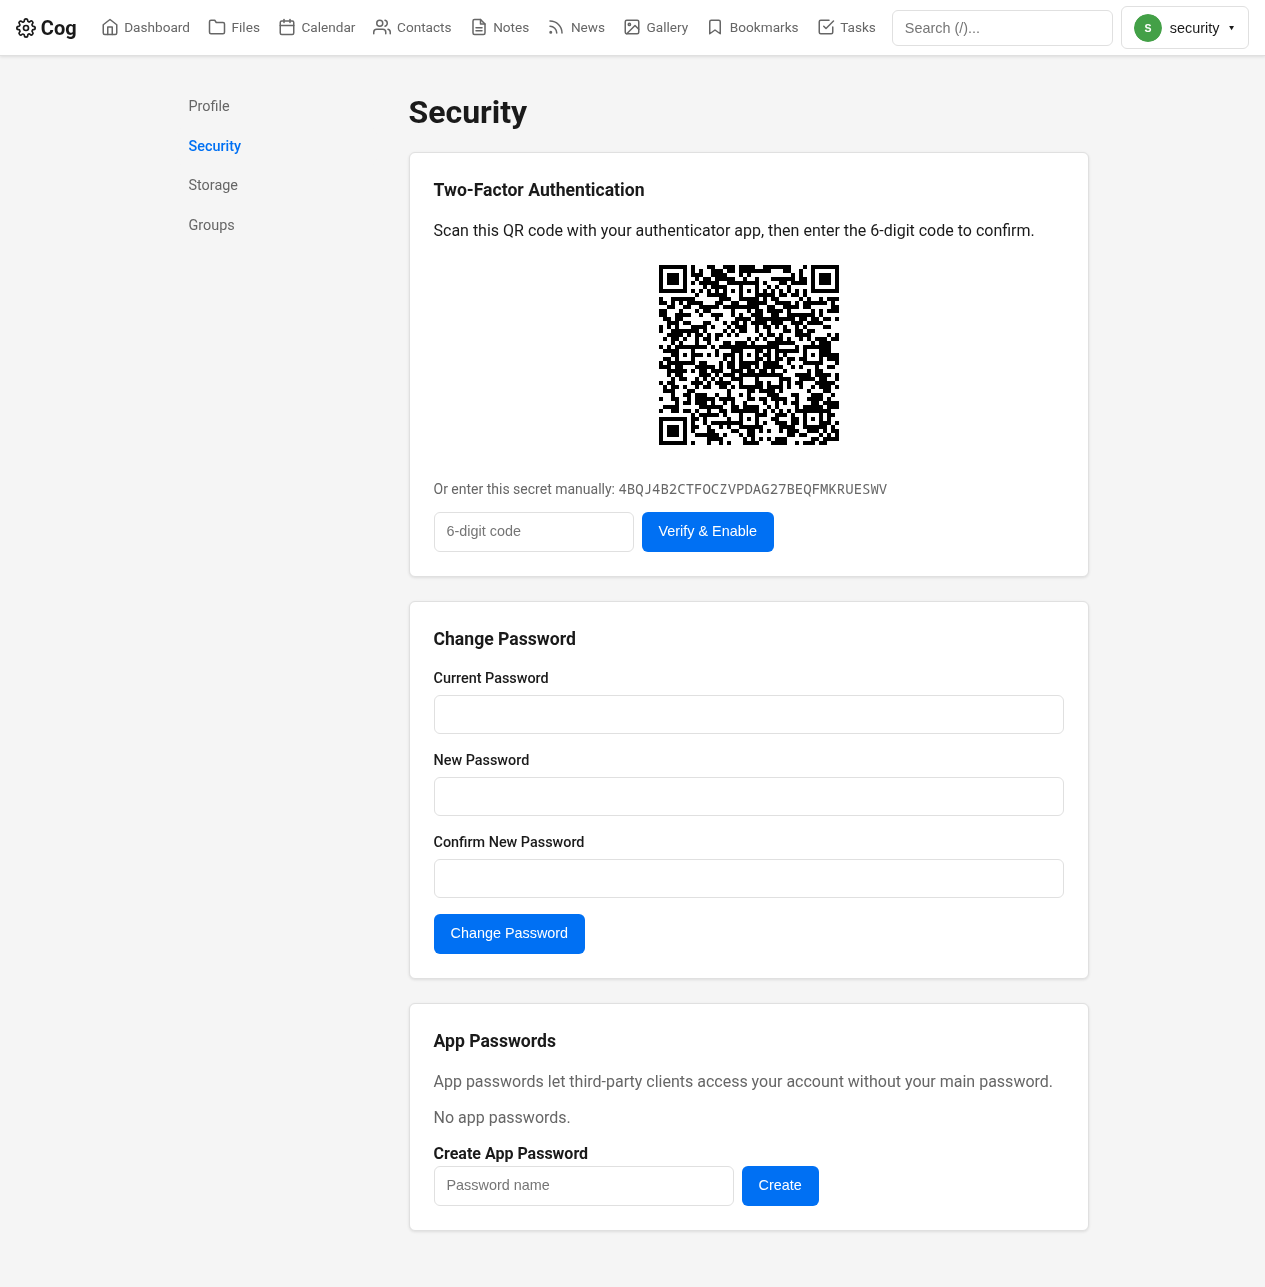 Cog
Dashboard
Files
Calendar
Contacts
Notes
News
Gallery
Bookmarks
Tasks
Search (/)...
S
security
Profile
Security
Storage
Groups
Security
Two-Factor Authentication
Scan this QR code with your authenticator app, then enter the 6-digit code to confirm.
Or enter this secret manually: 4BQJ4B2CTFOCZVPDAG27BEQFMKRUESWV
6-digit code
Verify & Enable
Change Password
Current Password
New Password
Confirm New Password
Change Password
App Passwords
App passwords let third-party clients access your account without your main password.
No app passwords.
Create App Password
Password name
Create